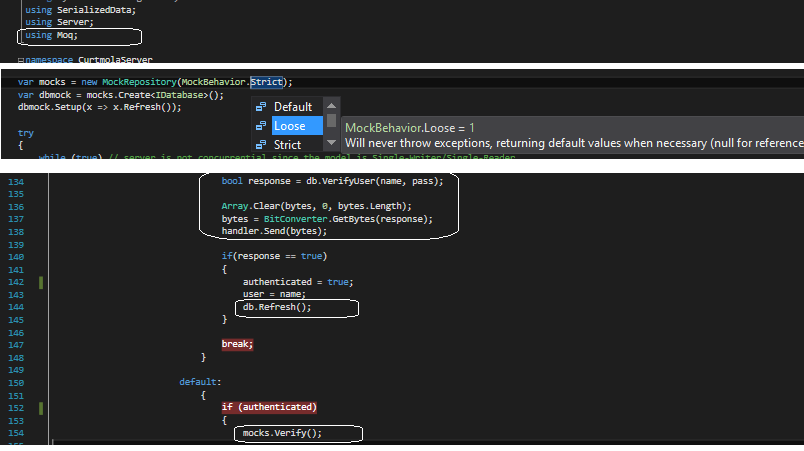 using SerializedData;
using Server;
using Moq;
namespace CurtmolaServer
var mocks = new MockRepository(MockBehavior.Strict);
var dbmock = mocks.Create<IDatabase>();
dbmock.Setup(x => x.Refresh());
Default
Loose
Strict
MockBehavior.Loose = 1
Will never throw exceptions, returning default values when necessary (null for reference
try
{
while (true) // server is not concurrential since the model is Single-Writer/Single-Reader
134 bool response = db.VerifyUser(name, pass);
135
136 Array.Clear(bytes, 0, bytes.Length);
137 bytes = BitConverter.GetBytes(response);
138 handler.Send(bytes);
139
140 if(response == true)
141 {
142 authenticated = true;
143 user = name;
144 db.Refresh();
145 }
146
147 break;
148 }
149
150 default:
151 {
152 if (authenticated)
153 {
154 mocks.Verify();